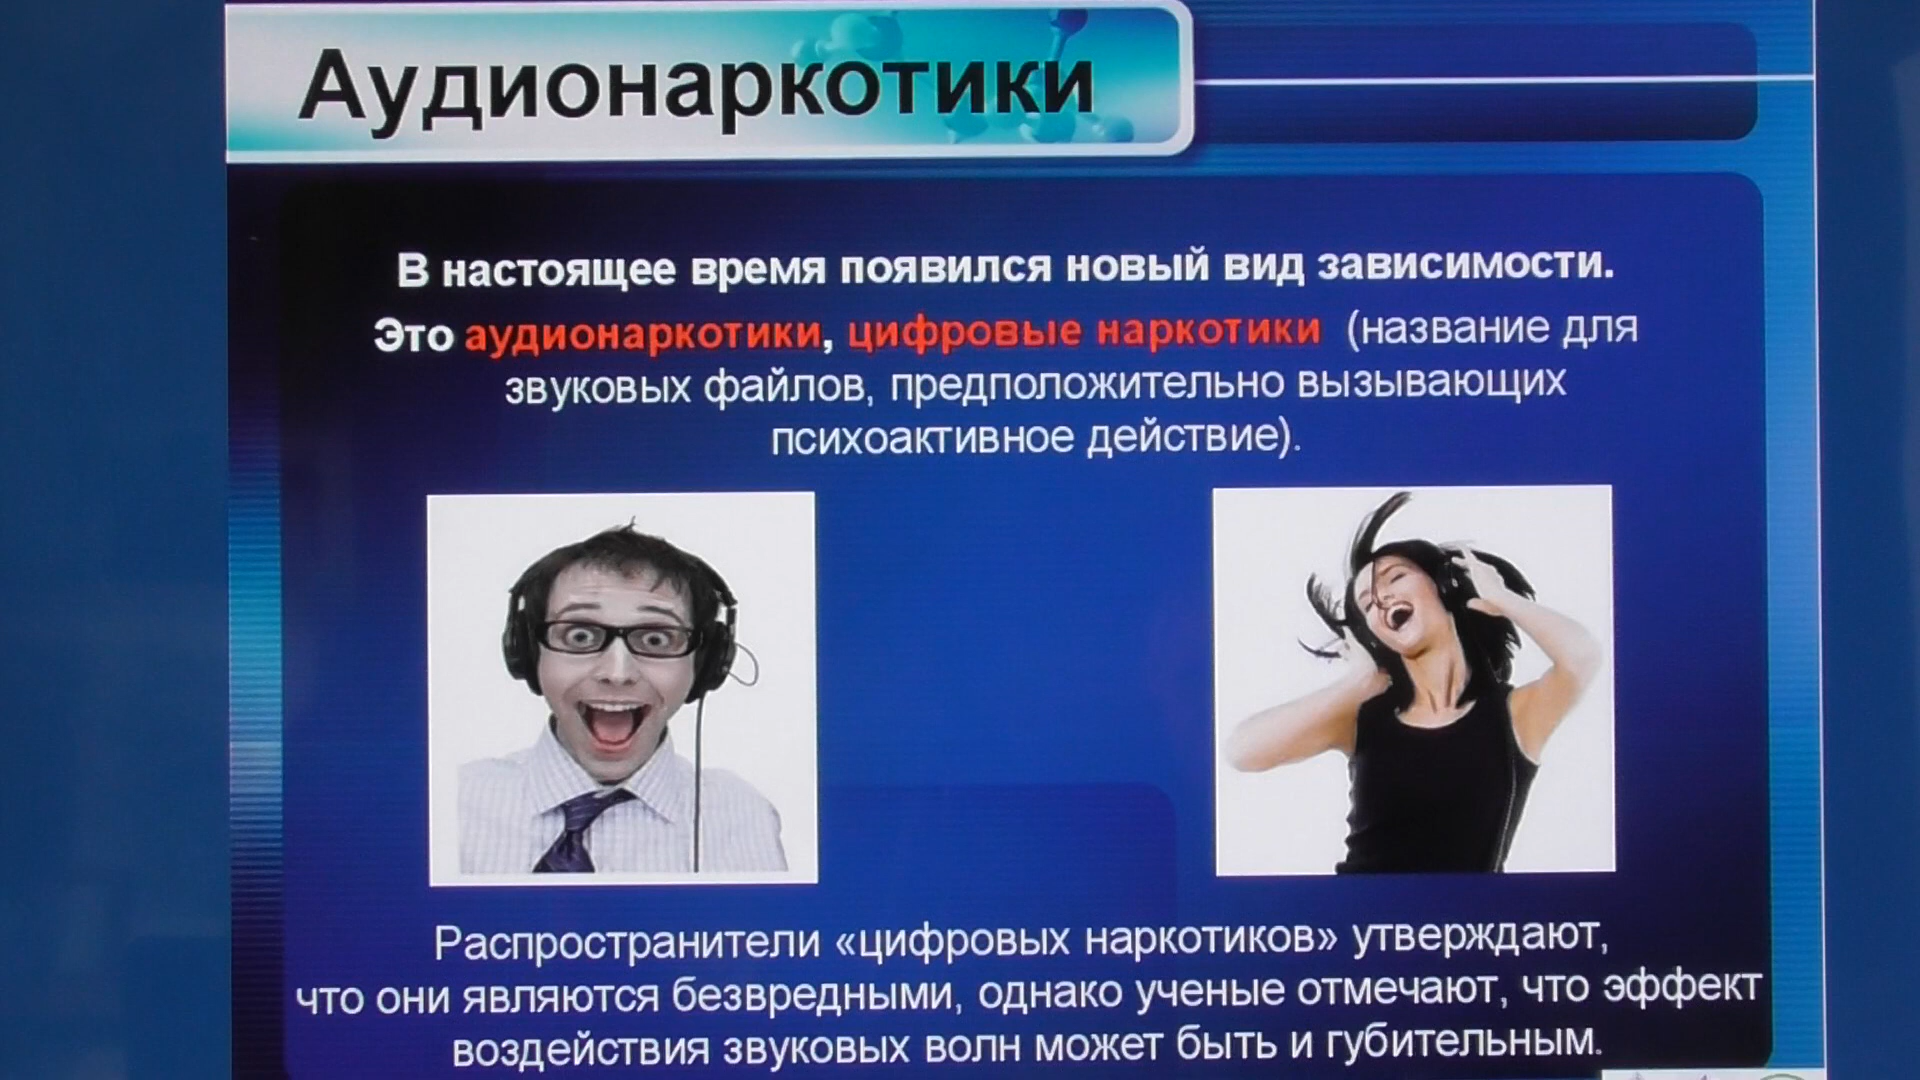 Аудионаркотики
В настоящее время появился новый вид зависимости.
Это аудионаркотики, цифровые наркотики (название для
звуковых файлов, предположительно вызывающих
психоактивное действие).
Распространители «цифровых наркотиков» утверждают,
что они являются безвредными, однако ученые отмечают, что эффект
воздействия звуковых волн может быть и губительным.